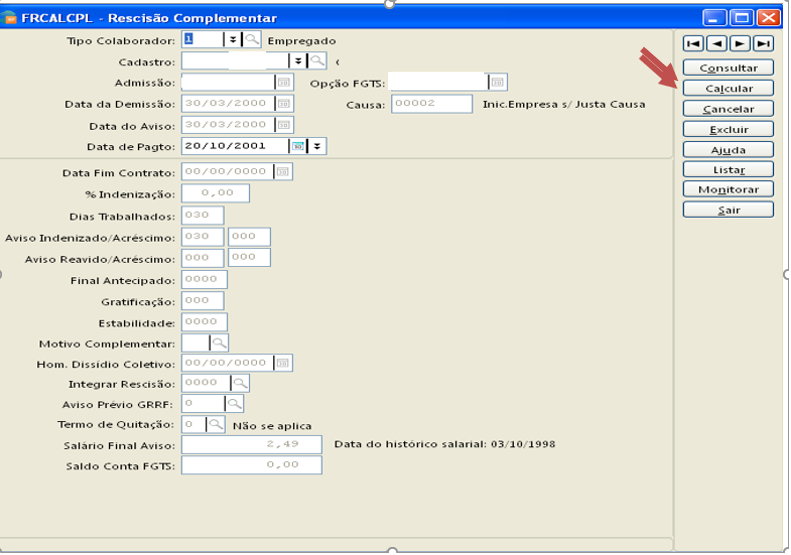 FRCALCPL - Rescisão Complementar
Tipo Colaborador: 1 Empregado
Cadastro:
Admissão: Opção FGTS:
Data da Demissão: 30/03/2000 Causa: 00002 Inic.Empresa s/ Justa Causa
Data do Aviso: 30/03/2000
Data de Pagto: 20/10/2001
Data Fim Contrato: 00/00/0000
% Indenização: 0,00
Dias Trabalhados: 030
Aviso Indenizado/Acréscimo: 030 000
Aviso Reavido/Acréscimo: 000 000
Final Antecipado: 0000
Gratificação: 000
Estabilidade: 0000
Motivo Complementar:
Hom. Dissídio Coletivo: 00/00/0000
Integrar Rescisão: 0000
Aviso Prévio GRRF: 0
Termo de Quitação: 0 Não se aplica
Salário Final Aviso: 2,49 Data do histórico salarial: 03/10/1998
Saldo Conta FGTS: 0,00
Consultar
Calcular
Cancelar
Excluir
Ajuda
Listar
Monitorar
Sair